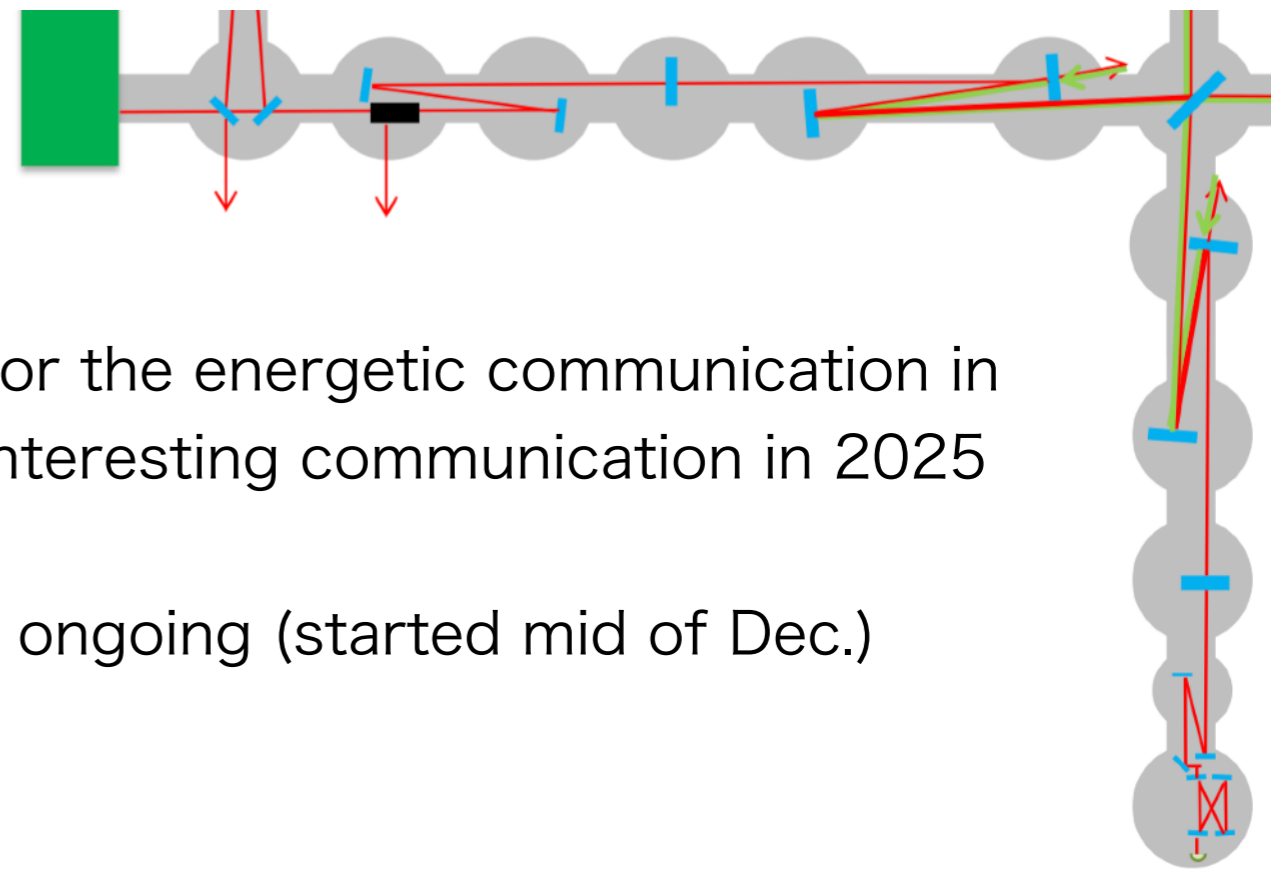 or the energetic communication in
nteresting communication in 2025
ongoing (started mid of Dec.)